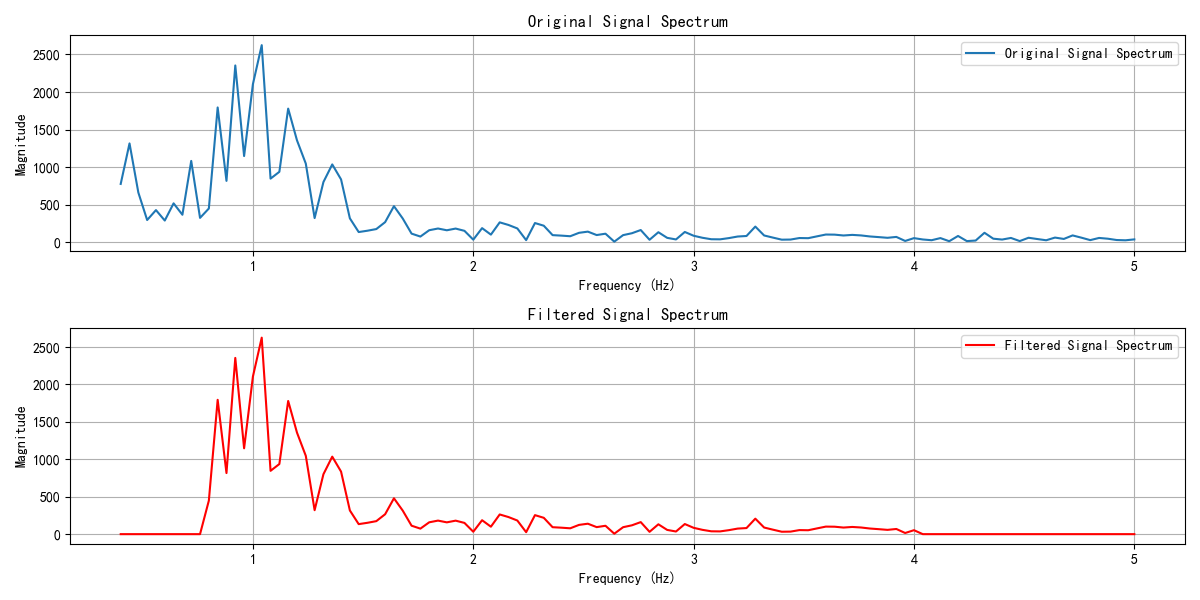 Original Signal Spectrum
Original Signal Spectrum
Magnitude
2500
2000
1500
1000
500
0
1
2
3
4
5
Frequency (Hz)
Filtered Signal Spectrum
Filtered Signal Spectrum
Magnitude
2500
2000
1500
1000
500
0
1
2
3
4
5
Frequency (Hz)